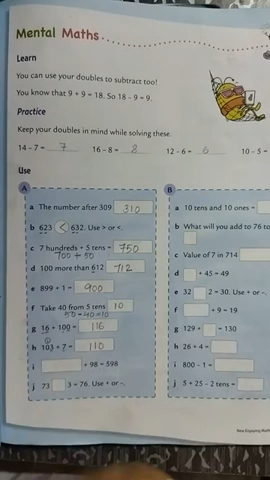 Mental Maths
Learn
You can use your doubles to subtract too!
You know that 9 + 9 = 18. So 18 – 9 = 9.
Practice
Keep your doubles in mind while solving these.
14 – 7 = 7 16 – 8 = 8 12 – 6 = 6 10 – 5 =
Use
A
a The number after 309 310
b 623 < 632. Use > or <.
c 7 hundreds + 5 tens = 750
700 + 50
d 100 more than 612 712
e 899 + 1 = 900
f Take 40 from 5 tens 10
50 – 40 = 10
g 16 + 100 = 116
h 103 + 7 = 110
i + 98 = 598
j 73 3 = 76. Use + or –.
B
a 10 tens and 10 ones =
b What will you add to 76 to
c Value of 7 in 714
d + 45 = 49
e 32 2 = 30. Use + or –.
f + 9 = 19
g 129 + = 130
h 26 + 4 =
i 800 – 1 =
j 5 + 25 – 2 tens =
New Enjoying Mat